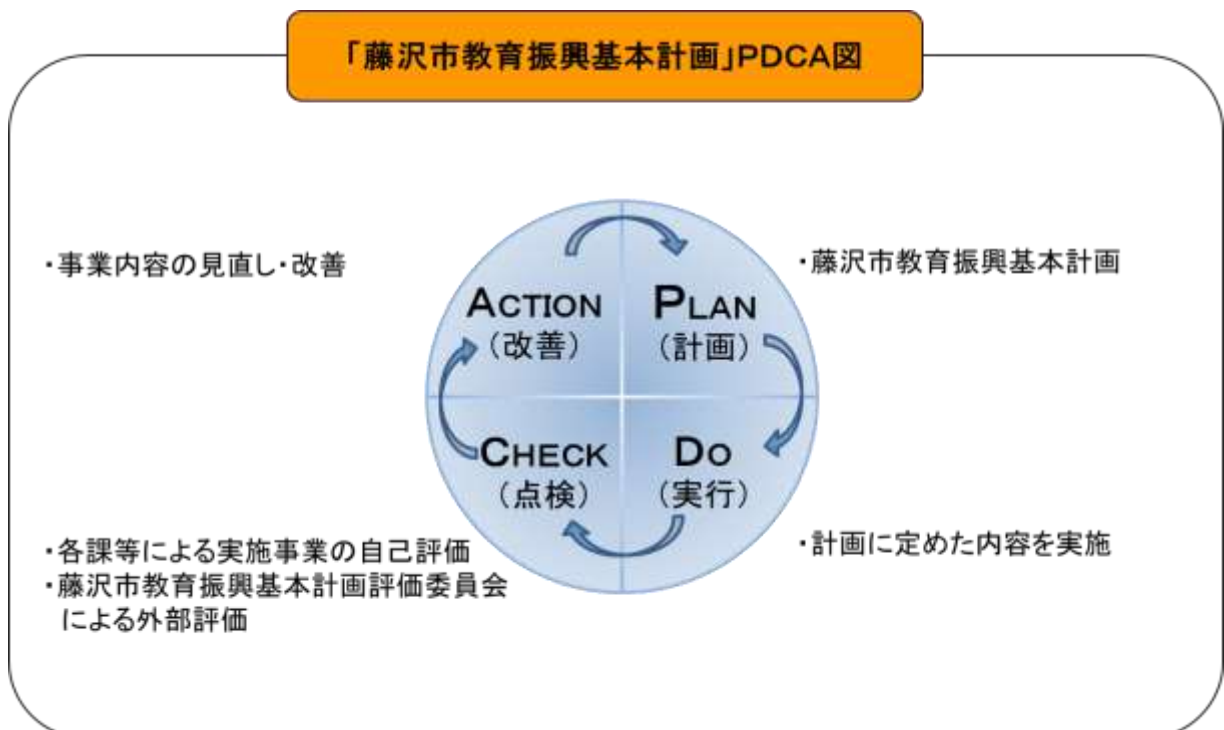 「藤沢市教育振興基本計画」PDCA図
・事業内容の見直し・改善
ACTION
（改善）
PLAN
（計画）
・藤沢市教育振興基本計画
CHECK
（点検）
DO
（実行）
・各課等による実施事業の自己評価
・藤沢市教育振興基本計画評価委員会
による外部評価
・計画に定めた内容を実施